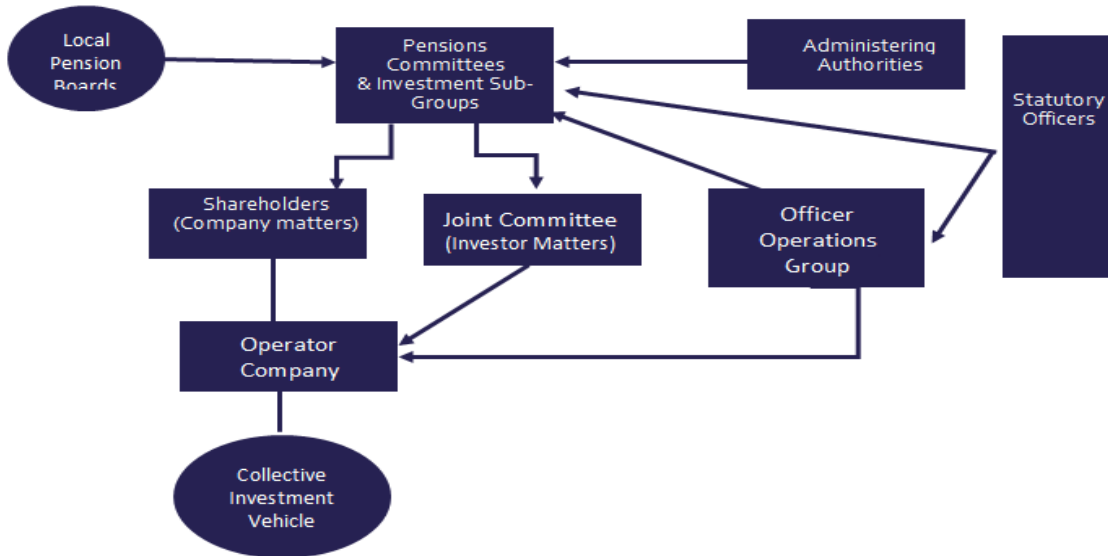 Local
Pension
Boards
Pensions
Committees
& Investment Sub-
Groups
Administering
Authorities
Statutory
Officers
Shareholders
(Company matters)
Joint Committee
(Investor Matters)
Officer
Operations
Group
Operator
Company
Collective
Investment
Vehicle